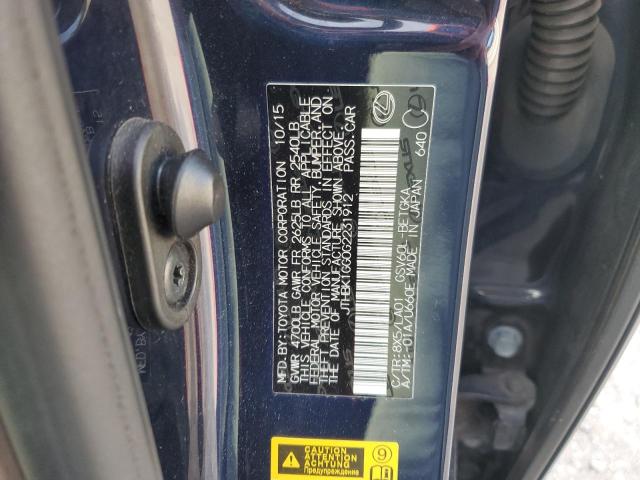 MFD.BY:TOYOTA MOTOR CORPORATION 10/15
GVWR 4700LB GAWR FR 2625LB RR 2540LB
THIS VEHICLE CONFORMS TO ALL APPLICABLE
FEDERAL MOTOR VEHICLE SAFETY, BUMPER, AND
THEFT PREVENTION STANDARDS IN EFFECT ON
THE DATE OF MANUFACTURE SHOWN ABOVE.
JTHBK1GG0G2231912 PASS.CAR
C/TR:8X5/LA01 GSV60L-BETGKA
A/TM:-01A/U660E MADE IN JAPAN 640
CAUTION
ATTENTION
ACHTUNG
PRECAUCIÓN
9